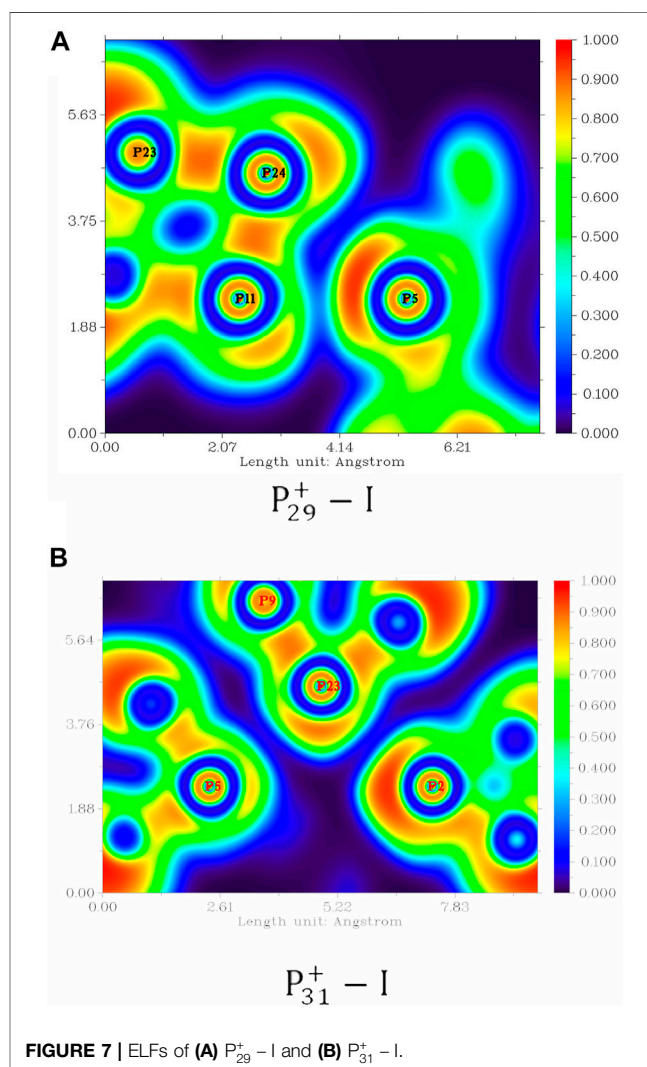 A
1.000
0.900
0.800
0.700
0.600
0.500
0.400
0.300
0.200
0.100
0.000
5.63
3.75
1.88
0.00
P23
P24
P11
P5
0.00 2.07 4.14 6.21
Length unit: Angstrom
P₂₉⁺ – I
B
1.000
0.900
0.800
0.700
0.600
0.500
0.400
0.300
0.200
0.100
0.000
5.64
3.76
1.88
0.00
P9
P23
P5
P2
0.00 2.61 5.22 7.83
Length unit: Angstrom
P₃₁⁺ – I
FIGURE 7 | ELFs of (A) P₂₉⁺ – I and (B) P₃₁⁺ – I.